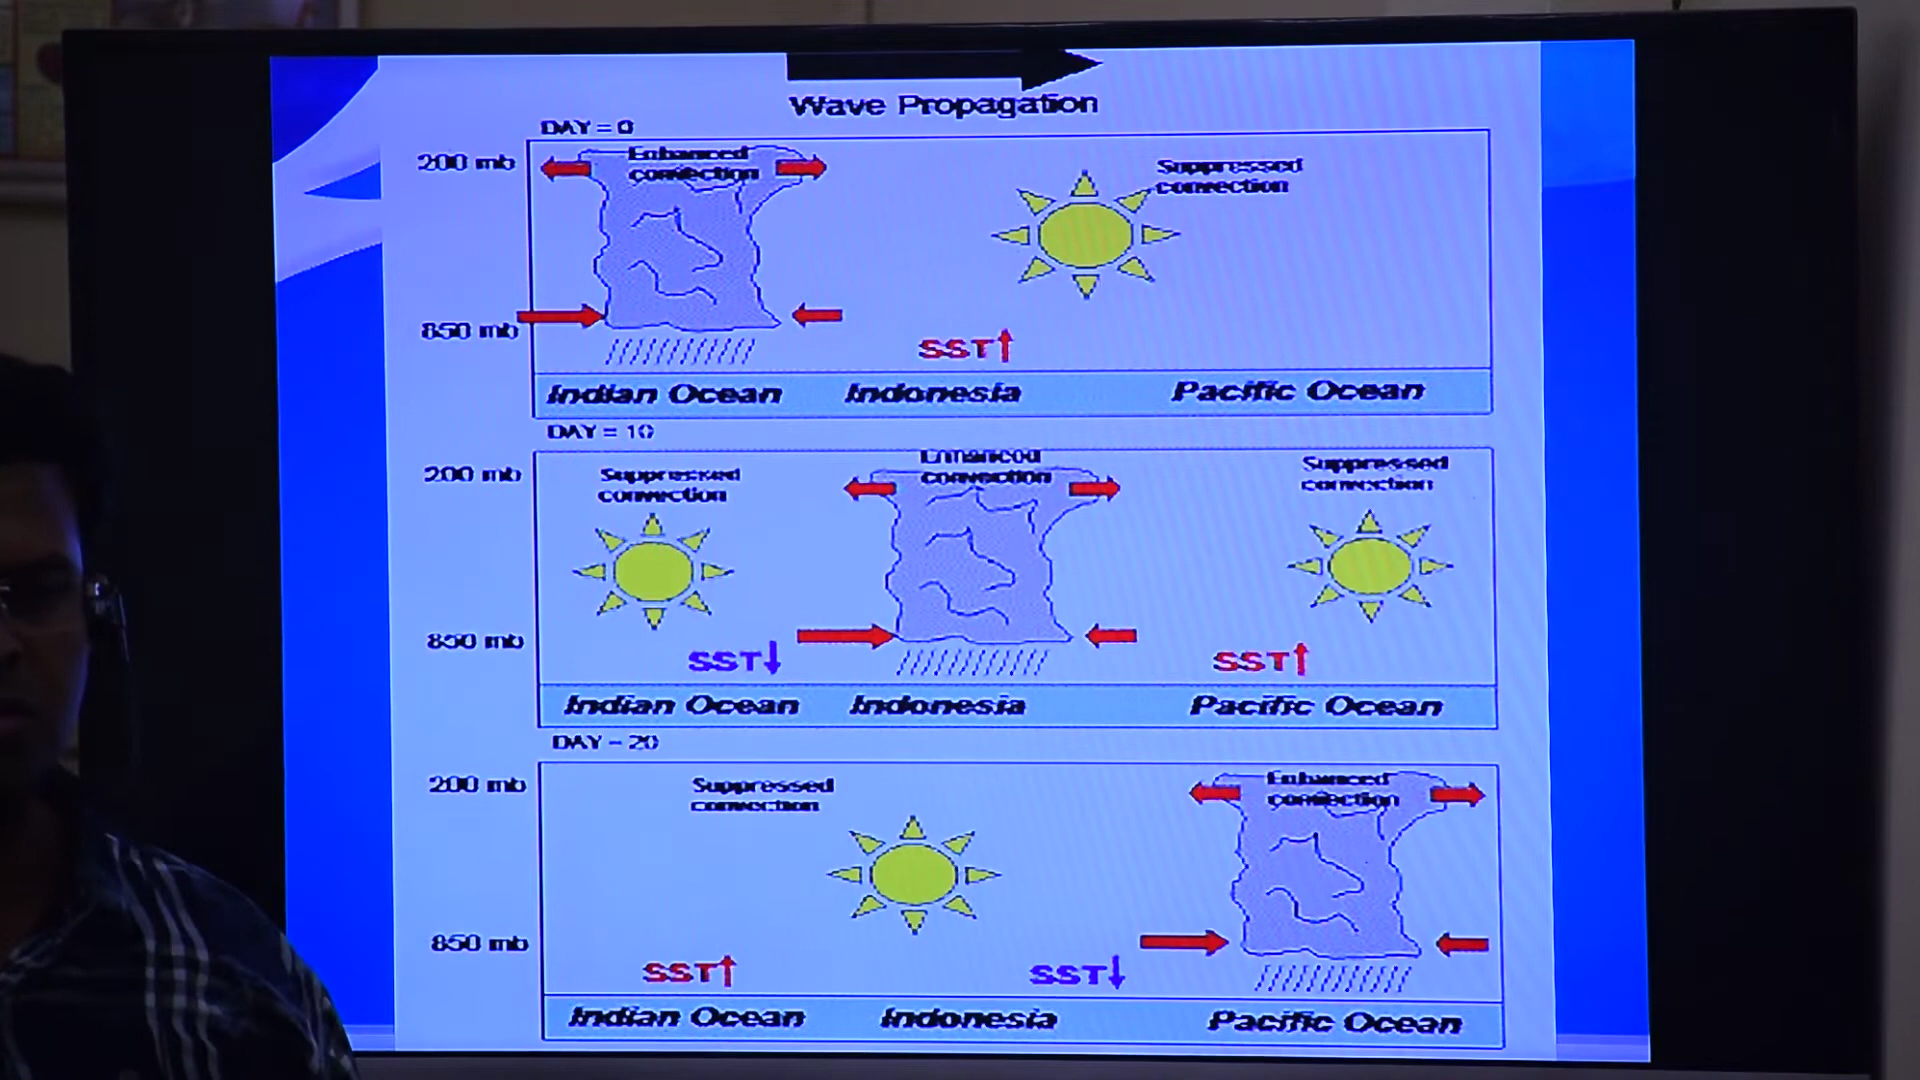 Wave Propagation
DAY = 0
200 mb
Enhanced
convection
Suppressed
convection
850 mb
SST↑
Indian Ocean Indonesia Pacific Ocean
DAY = 10
200 mb
Suppressed
convection
Enhanced
convection
Suppressed
convection
850 mb
SST↓
SST↑
Indian Ocean Indonesia Pacific Ocean
DAY - 20
200 mb
Suppressed
convection
Enhanced
convection
850 mb
SST↑
SST↓
Indian Ocean Indonesia Pacific Ocean